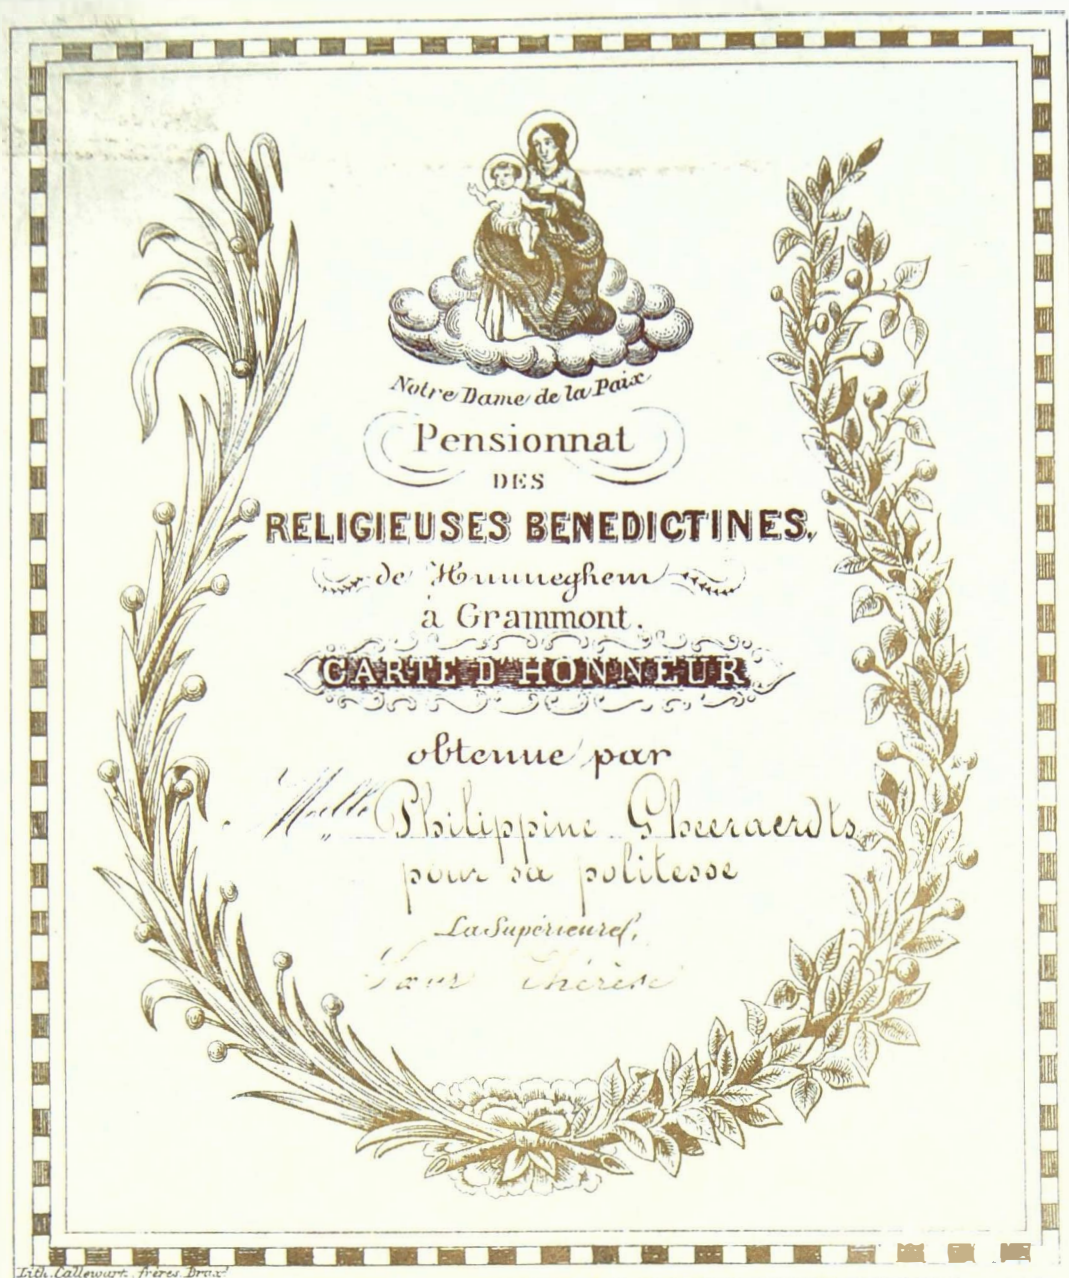 Notre Dame de la Paix
Pensionnat
DES
RELIGIEUSES BENEDICTINES,
de Hunneghem
à Grammont.
CARTE D'HONNEUR
obtenue par
Melle Philippine Gheeraerdts
pour sa politesse
La Supérieure,
Sœur Thérèse
Lith. Callewaert frères Brux